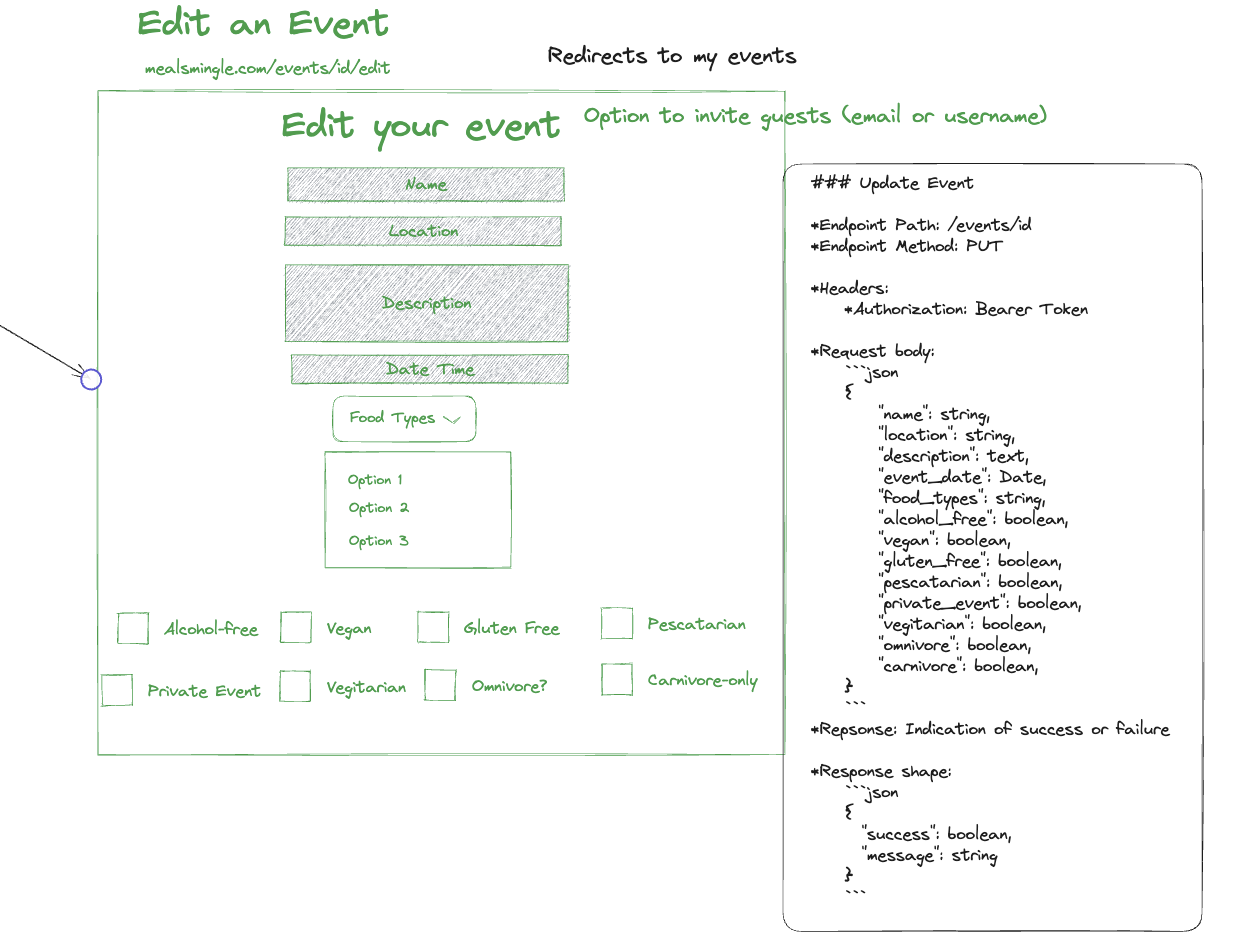 Edit an Event
mealsmingle.com/events/id/edit
Redirects to my events
Edit your event
Option to invite guests (email or username)
Name
Location
Description
Date Time
Food Types
Option 1
Option 2
Option 3
Alcohol-free
Vegan
Gluten Free
Pescatarian
Private Event
Vegitarian
Omnivore?
Carnivore-only
### Update Event
*Endpoint Path: /events/id
*Endpoint Method: PUT
*Headers:
*Authorization: Bearer Token
*Request body:
```json
{
"name": string,
"location": string,
"description": text,
"event_date": Date,
"food_types": string,
"alcohol_free": boolean,
"vegan": boolean,
"gluten_free": boolean,
"pescatarian": boolean,
"private_event": boolean,
"vegitarian": boolean,
"omnivore": boolean,
"carnivore": boolean,
}
```
*Repsonse: Indication of success or failure
*Response shape:
```json
{
"success": boolean,
"message": string
}
```